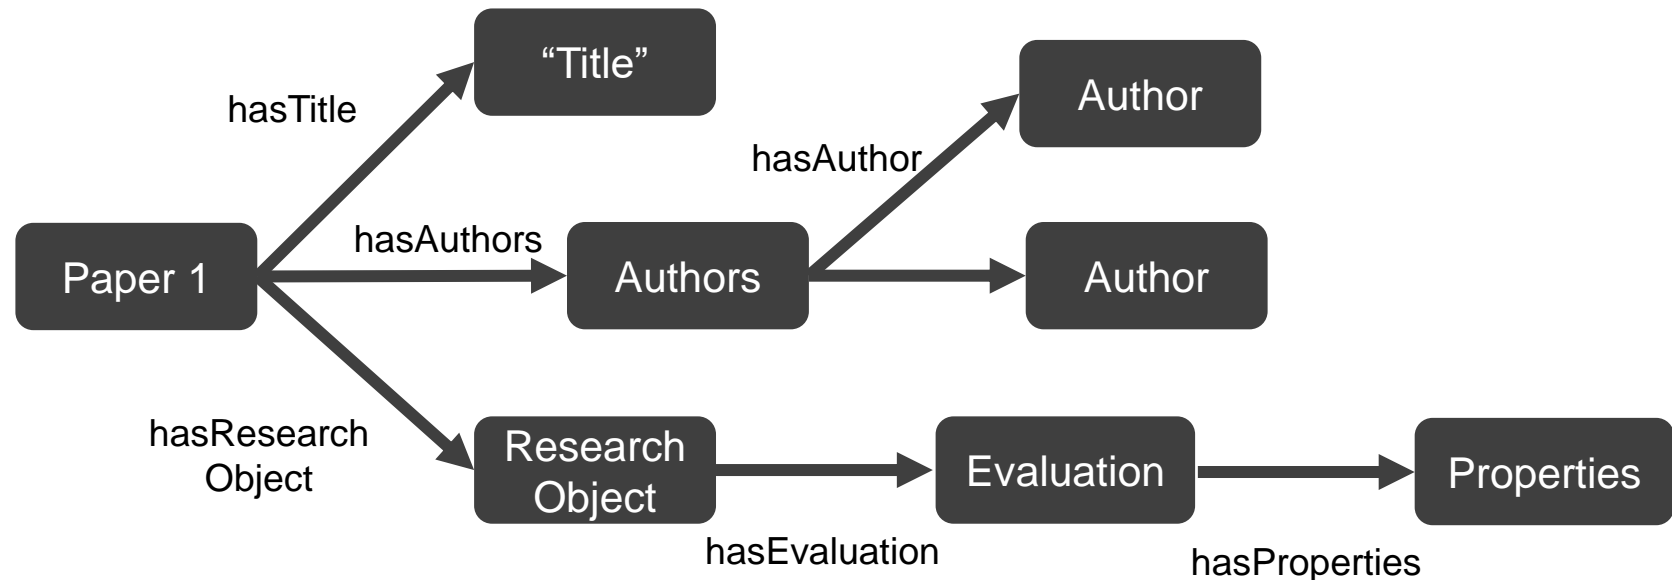 “Title”
Author
hasTitle
hasAuthor
hasAuthors
Paper 1
Authors
Author
hasResearch
Object
Research
Object
Evaluation
Properties
hasEvaluation
hasProperties